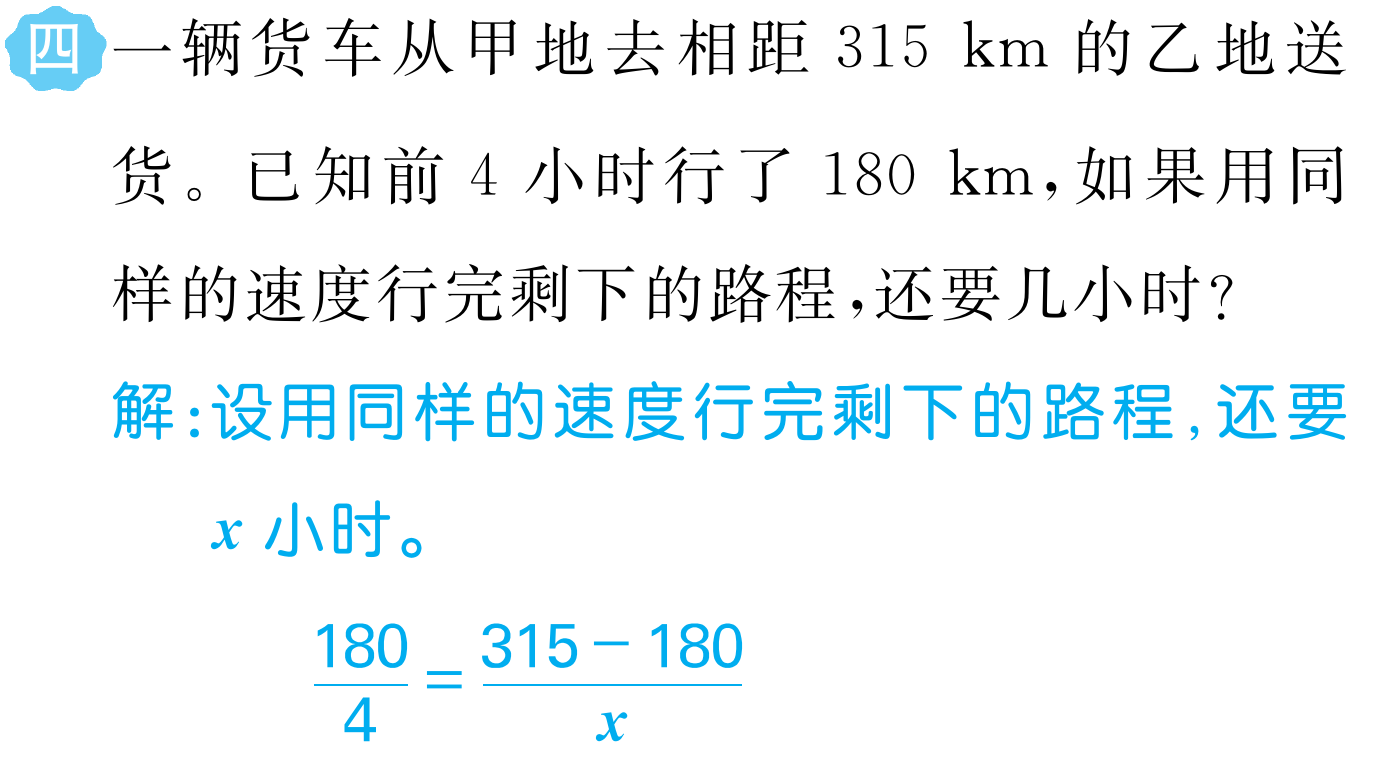 四 一辆货车从甲地去相距 315 km 的乙地送
货。已知前 4 小时行了 180 km,如果用同
样的速度行完剩下的路程,还要几小时?
解:设用同样的速度行完剩下的路程,还要
x 小时。
180/4 = (315 − 180)/x